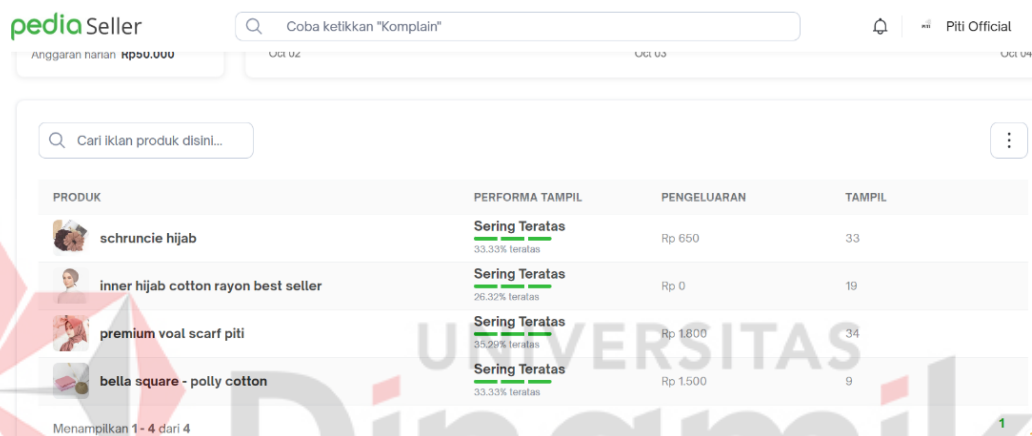 pedia Seller
Coba ketikkan "Komplain"
Piti Official
Anggaran harian Rp50.000
Oct 02
Oct 03
Oct 04
Cari iklan produk disini...
PRODUK PERFORMA TAMPIL PENGELUARAN TAMPIL
schruncie hijab
Sering Teratas
33.33% teratas
Rp 650
33
inner hijab cotton rayon best seller
Sering Teratas
26.32% teratas
Rp 0
19
premium voal scarf piti
Sering Teratas
35.29% teratas
Rp 1.800
34
bella square - polly cotton
Sering Teratas
33.33% teratas
Rp 1.500
9
Menampilkan 1 - 4 dari 4
1
UNIVERSITAS